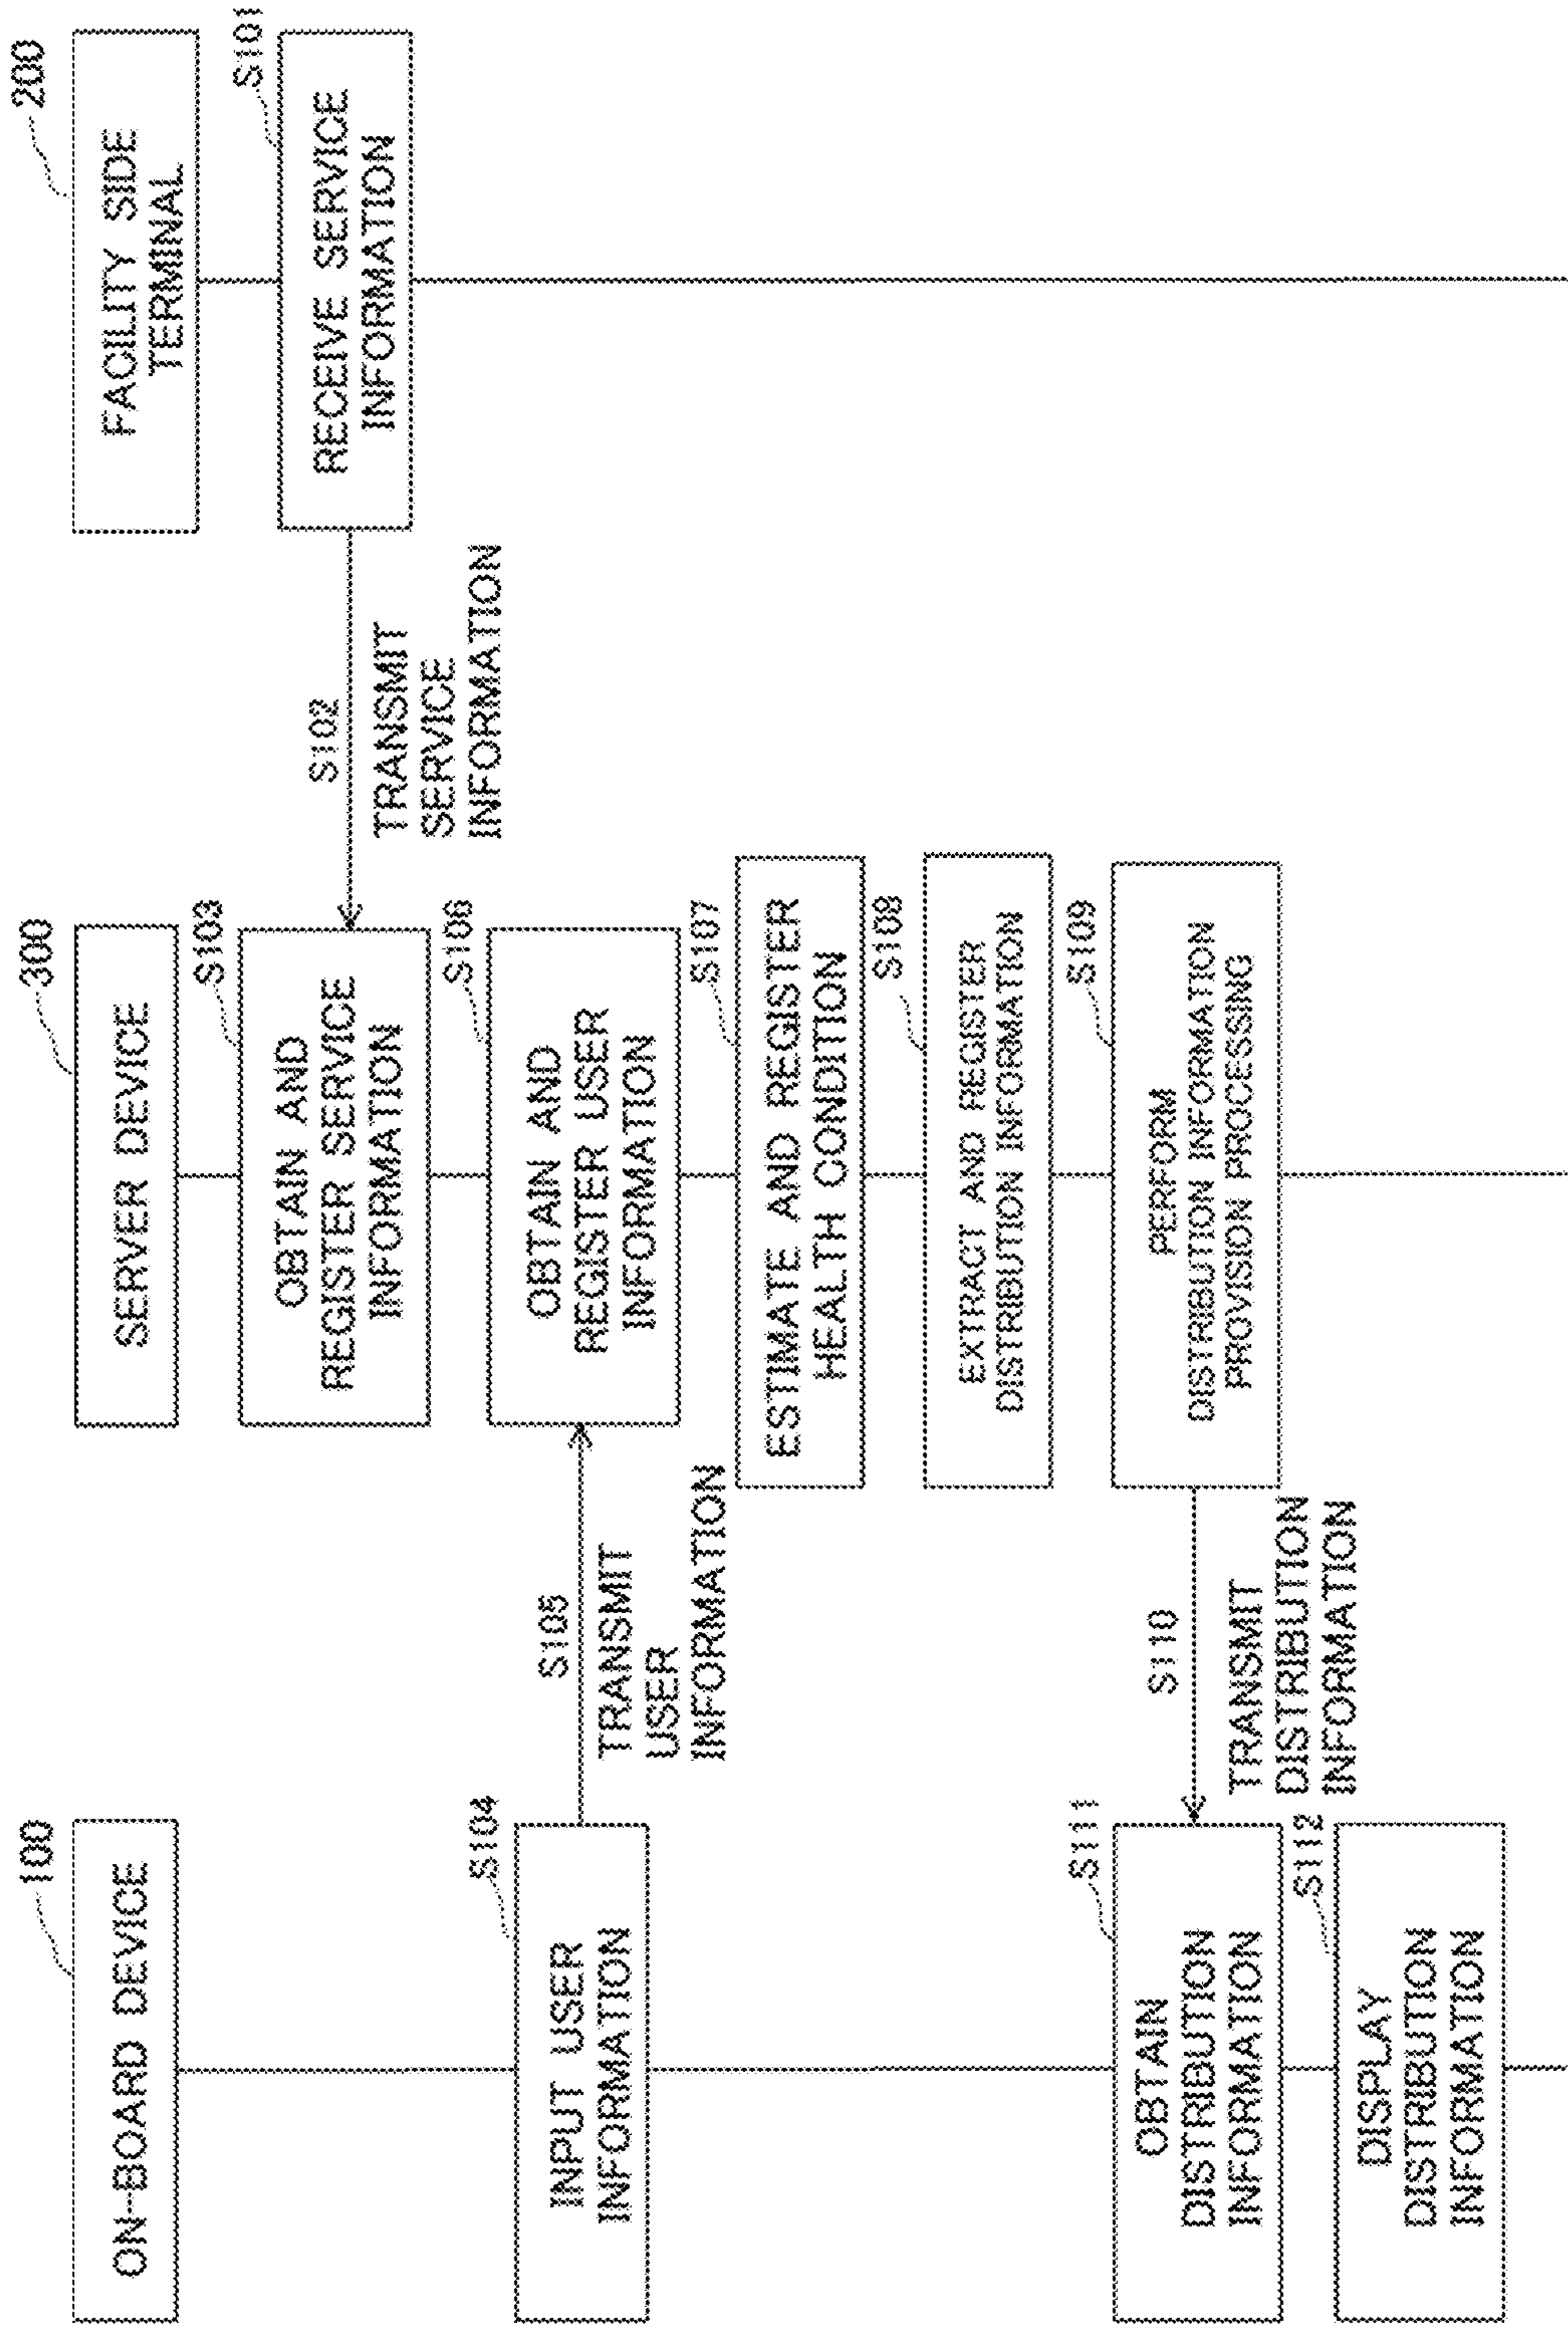 100
ON-BOARD DEVICE
300
SERVER DEVICE
200
FACILITY SIDE
TERMINAL
S101
RECEIVE SERVICE
INFORMATION
S102
TRANSMIT
SERVICE
INFORMATION
S103
OBTAIN AND
REGISTER SERVICE
INFORMATION
S104
INPUT USER
INFORMATION
S105
TRANSMIT
USER
INFORMATION
S106
OBTAIN AND
REGISTER USER
INFORMATION
S107
ESTIMATE AND REGISTER
HEALTH CONDITION
S108
EXTRACT AND REGISTER
DISTRIBUTION INFORMATION
S109
PERFORM
DISTRIBUTION INFORMATION
PROVISION PROCESSING
S110
TRANSMIT
DISTRIBUTION
INFORMATION
S111
OBTAIN
DISTRIBUTION
INFORMATION
S112
DISPLAY
DISTRIBUTION
INFORMATION